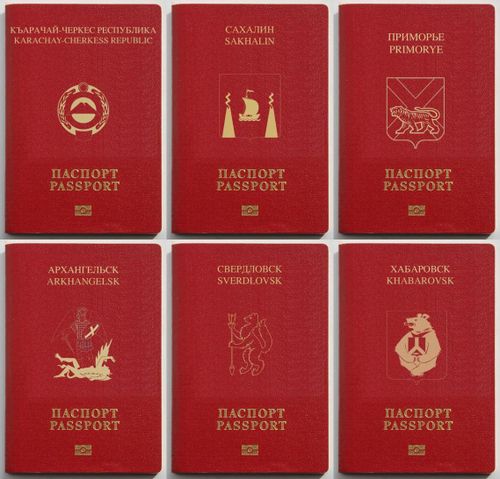 КЪАРАЧАЙ-ЧЕРКЕС РЕСПУБЛИКА
KARACHAY-CHERKESS REPUBLIC
ПАСПОРТ
PASSPORT
САХАЛИН
SAKHALIN
ПАСПОРТ
PASSPORT
ПРИМОРЬЕ
PRIMORYE
ПАСПОРТ
PASSPORT
АРХАНГЕЛЬСК
ARKHANGELSK
ПАСПОРТ
PASSPORT
СВЕРДЛОВСК
SVERDLOVSK
ПАСПОРТ
PASSPORT
ХАБАРОВСК
KHABAROVSK
ПАСПОРТ
PASSPORT